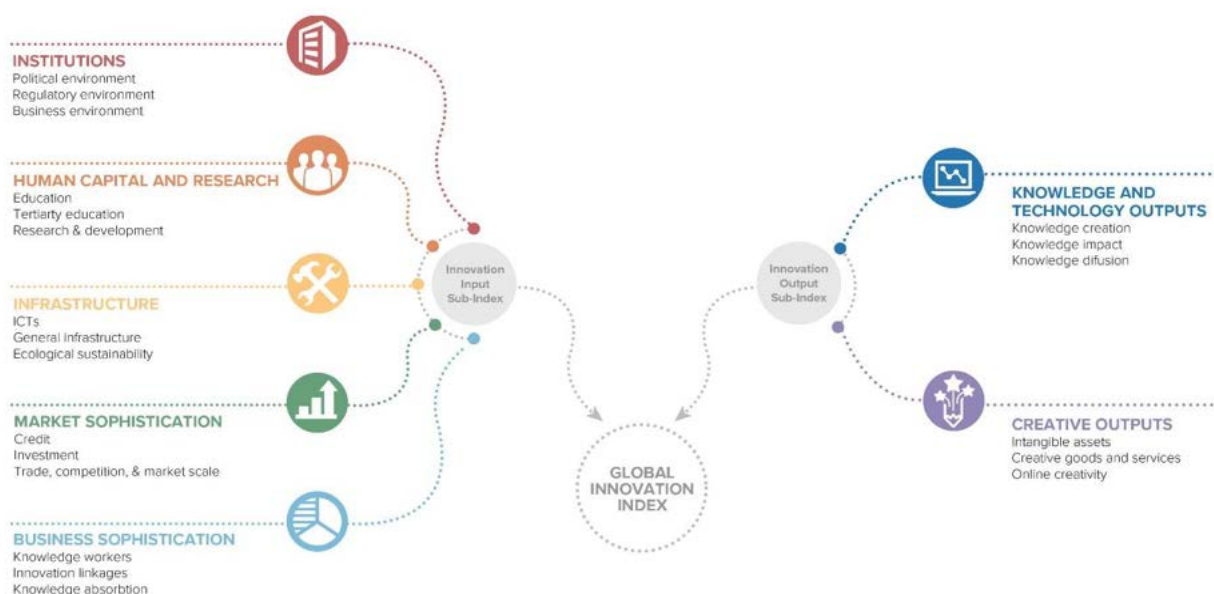 INSTITUTIONS
Political environment
Regulatory environment
Business environment
HUMAN CAPITAL AND RESEARCH
Education
Tertiarty education
Research & development
INFRASTRUCTURE
ICTs
General infrastructure
Ecological sustainability
MARKET SOPHISTICATION
Credit
Investment
Trade, competition, & market scale
BUSINESS SOPHISTICATION
Knowledge workers
Innovation linkages
Knowledge absorbtion
Innovation
Input
Sub-Index
GLOBAL
INNOVATION
INDEX
Innovation
Output
Sub-Index
KNOWLEDGE AND
TECHNOLOGY OUTPUTS
Knowledge creation
Knowledge impact
Knowledge difusion
CREATIVE OUTPUTS
Intangible assets
Creative goods and services
Online creativity